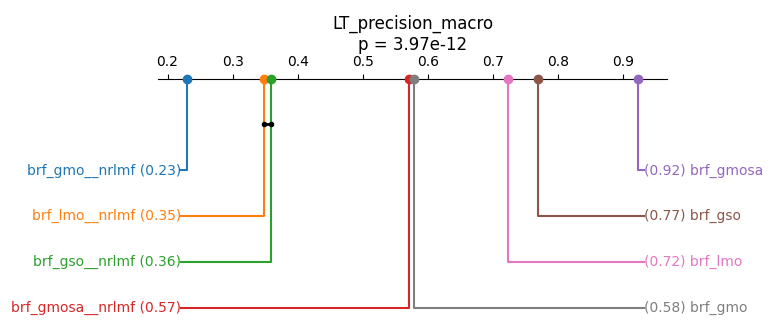 LT_precision_macro
p = 3.97e-12
0.2 0.3 0.4 0.5 0.6 0.7 0.8 0.9
brf_gmo__nrlmf (0.23) (0.92) brf_gmosa
brf_lmo__nrlmf (0.35) (0.77) brf_gso
brf_gso__nrlmf (0.36) (0.72) brf_lmo
brf_gmosa__nrlmf (0.57) (0.58) brf_gmo